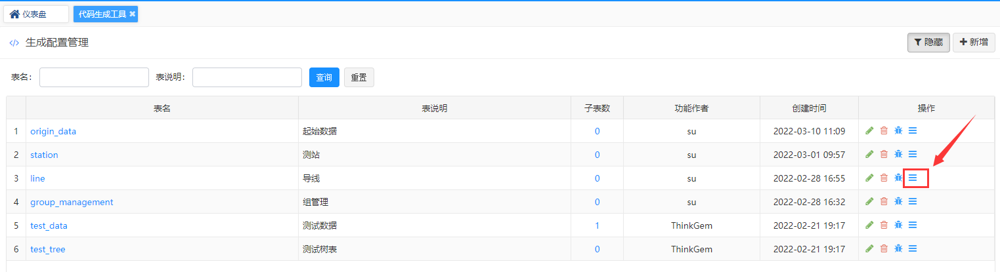 仪表盘 代码生成工具
生成配置管理 隐藏 新增
表名: 表说明: 查询 重置
表名 表说明 子表数 功能作者 创建时间 操作
1 origin_data 起始数据 0 su 2022-03-10 11:09
2 station 测站 0 su 2022-03-01 09:57
3 line 导线 0 su 2022-02-28 16:55
4 group_management 组管理 0 su 2022-02-28 16:32
5 test_data 测试数据 1 ThinkGem 2022-02-21 19:17
6 test_tree 测试树表 0 ThinkGem 2022-02-21 19:17